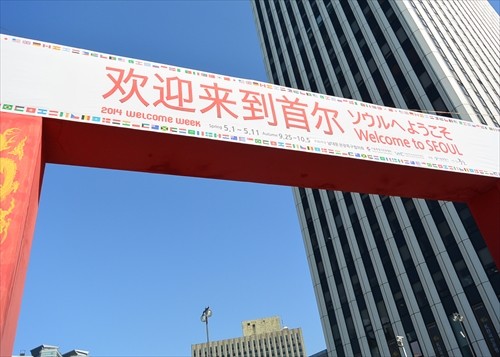 欢迎来到首尔
ソウルへようこそ
2014 Welcome Week
Spring 5.1 - 5.11 Autumn 9.25 - 10.5
Welcome to SEOUL